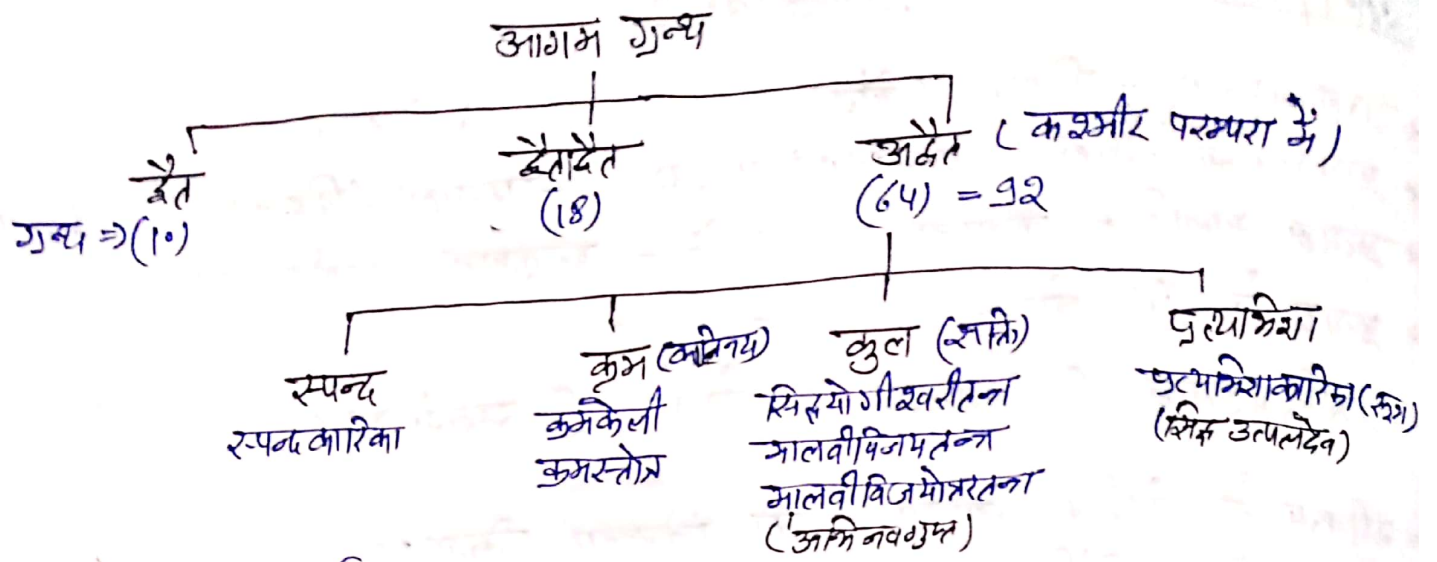 आगम ग्रन्थ
द्वैत
ग्रन्थ ⇒ (10)
द्वैताद्वैत
(18)
अद्वैत (कश्मीर परम्परा में)
(64) = 92
स्पन्द
स्पन्दकारिका
क्रम
क्रमकेली
क्रमस्तोत्र
कुल (शक्ति)
सिद्धयोगीश्वरीतन्त्र
मालवीविजयतन्त्र
मालवीविजयोत्तरतन्त्र
(अभिनवगुप्त)
प्रत्यभिज्ञा
प्रत्यभिज्ञाकारिका (सूत्र)
(सिद्ध उत्पलदेव)